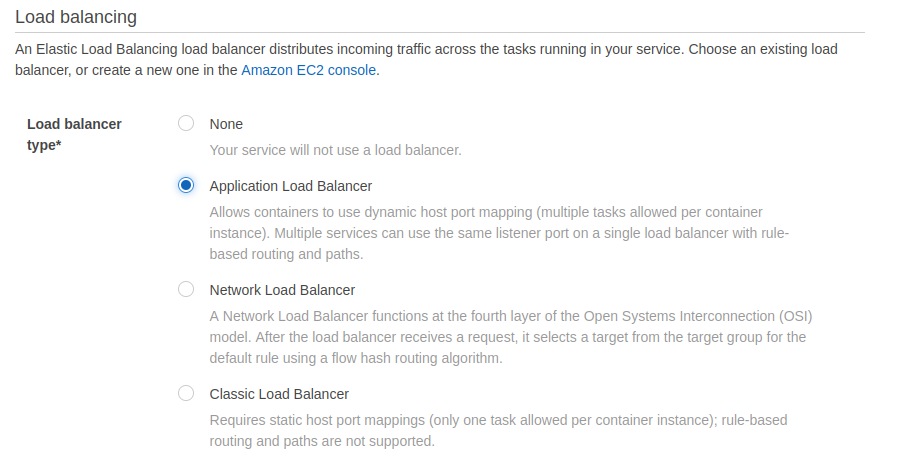 Load balancing
An Elastic Load Balancing load balancer distributes incoming traffic across the tasks running in your service. Choose an existing load
balancer, or create a new one in the Amazon EC2 console.
Load balancer
type*
None
Your service will not use a load balancer.
Application Load Balancer
Allows containers to use dynamic host port mapping (multiple tasks allowed per container
instance). Multiple services can use the same listener port on a single load balancer with rule-
based routing and paths.
Network Load Balancer
A Network Load Balancer functions at the fourth layer of the Open Systems Interconnection (OSI)
model. After the load balancer receives a request, it selects a target from the target group for the
default rule using a flow hash routing algorithm.
Classic Load Balancer
Requires static host port mappings (only one task allowed per container instance); rule-based
routing and paths are not supported.